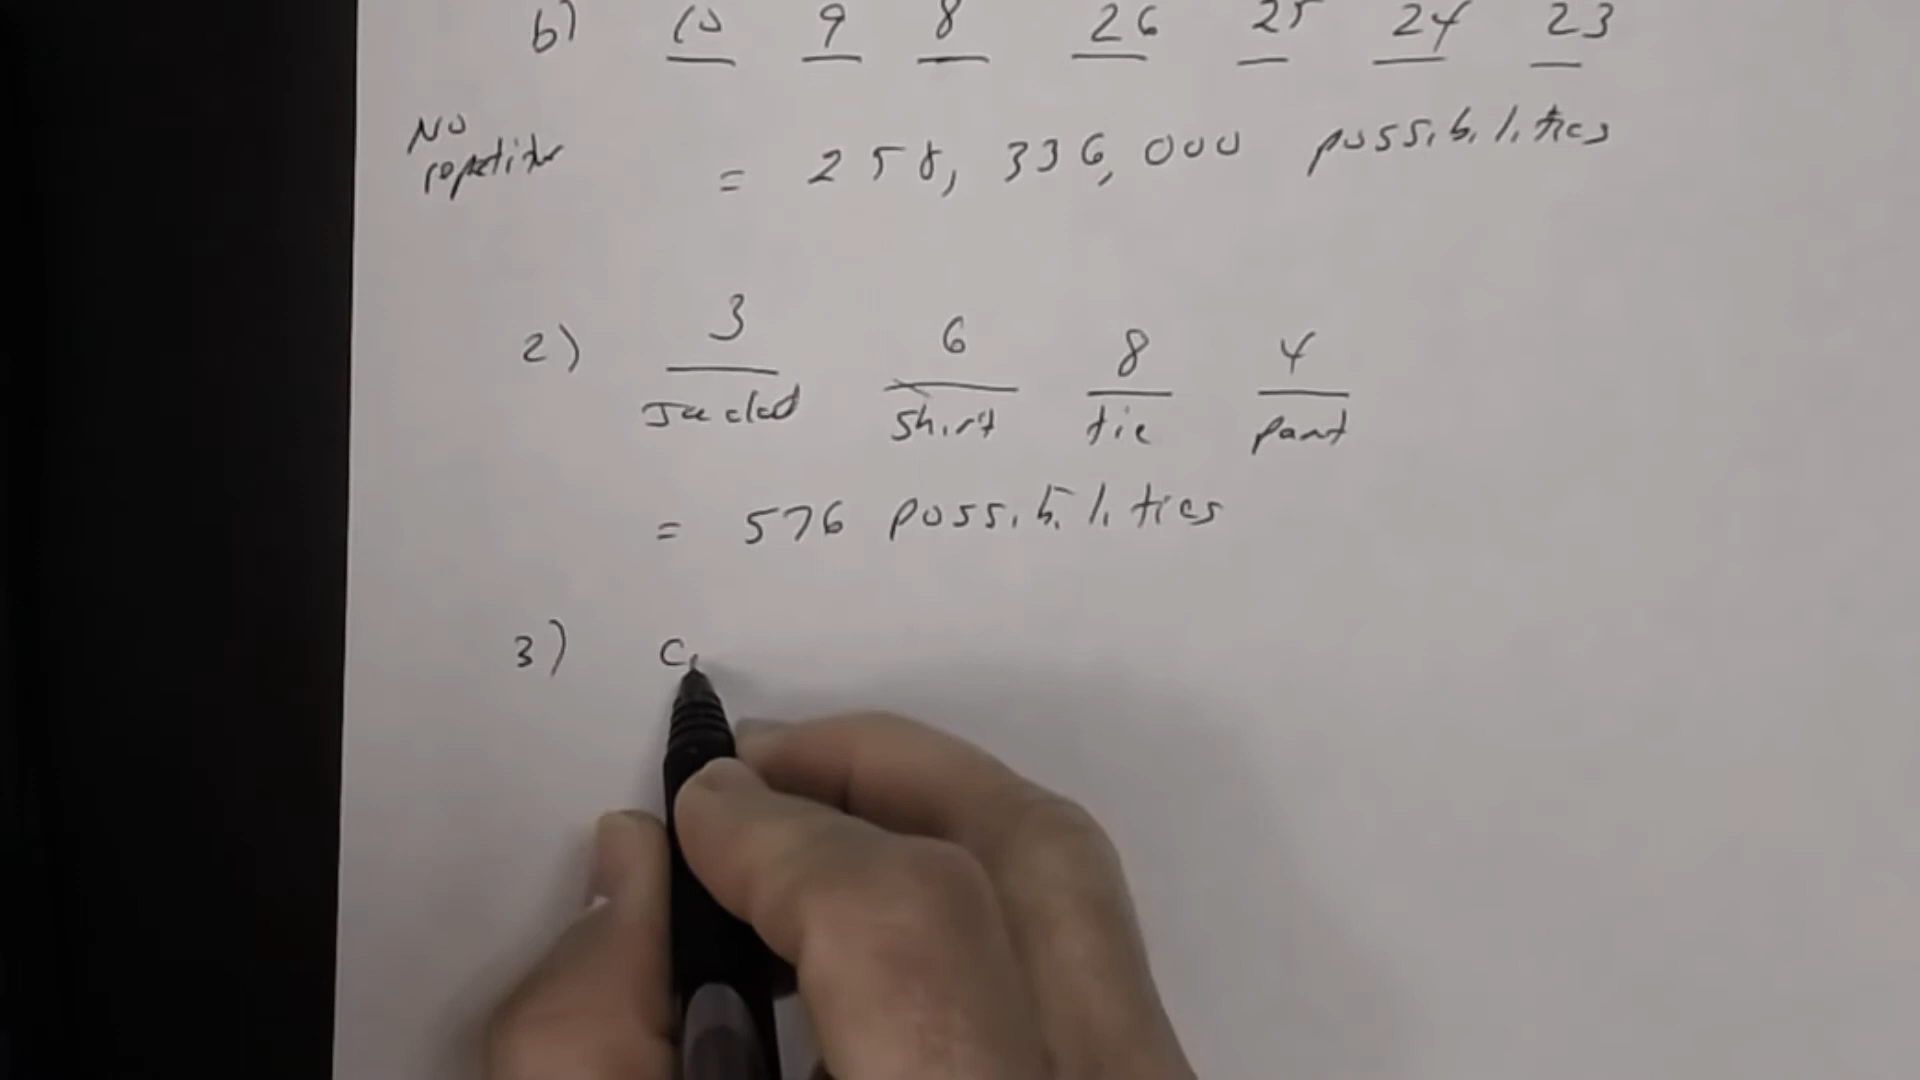 b) 10 9 8 26 25 24 23
No
repetition
= 258,336,000 possibilities
2) 3 6 8 4
Jacket shirt tie pant
= 576 possibilities
3) C